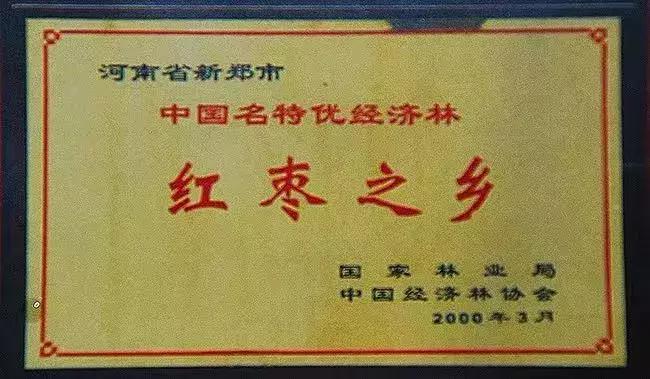 河南省新郑市
中国名特优经济林
红枣之乡
国家林业局
中国经济林协会
2000年3月